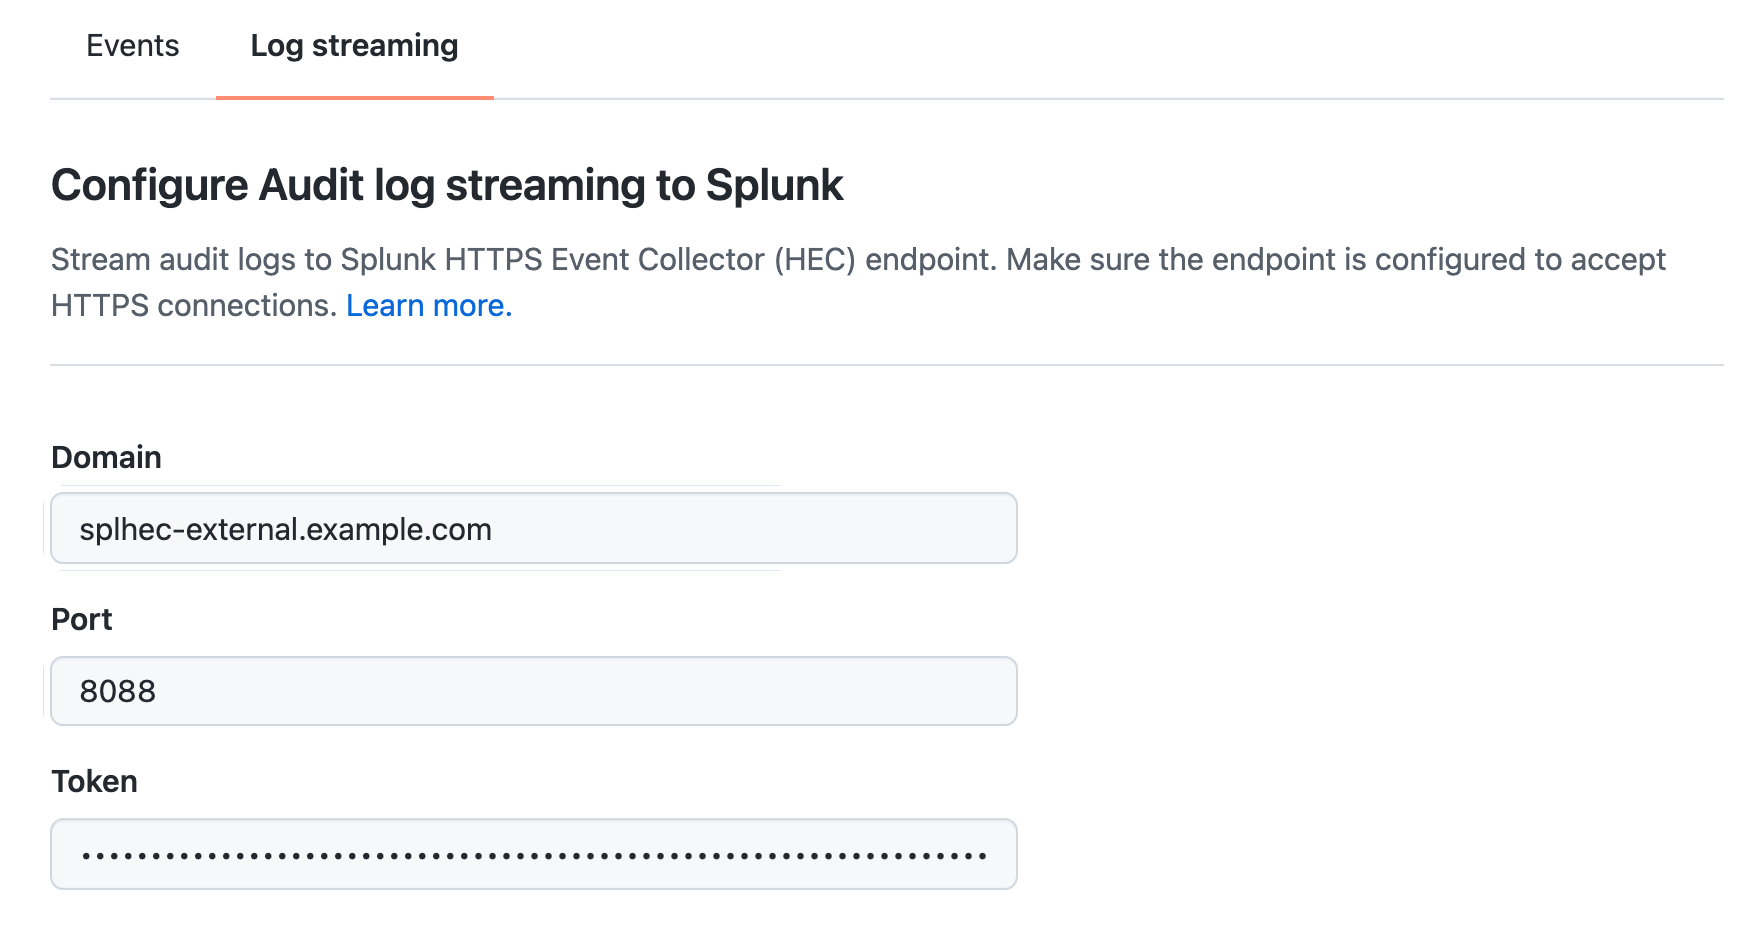 Events Log streaming
Configure Audit log streaming to Splunk
Stream audit logs to Splunk HTTPS Event Collector (HEC) endpoint. Make sure the endpoint is configured to accept
HTTPS connections. Learn more.
Domain
splhec-external.example.com
Port
8088
Token